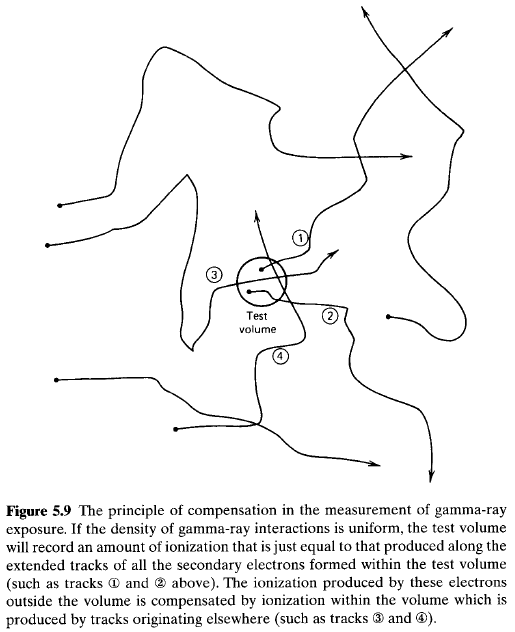 ①
③
Test
volume
②
④
Figure 5.9 The principle of compensation in the measurement of gamma-ray
exposure. If the density of gamma-ray interactions is uniform, the test volume
will record an amount of ionization that is just equal to that produced along the
extended tracks of all the secondary electrons formed within the test volume
(such as tracks ① and ② above). The ionization produced by these electrons
outside the volume is compensated by ionization within the volume which is
produced by tracks originating elsewhere (such as tracks ③ and ④).